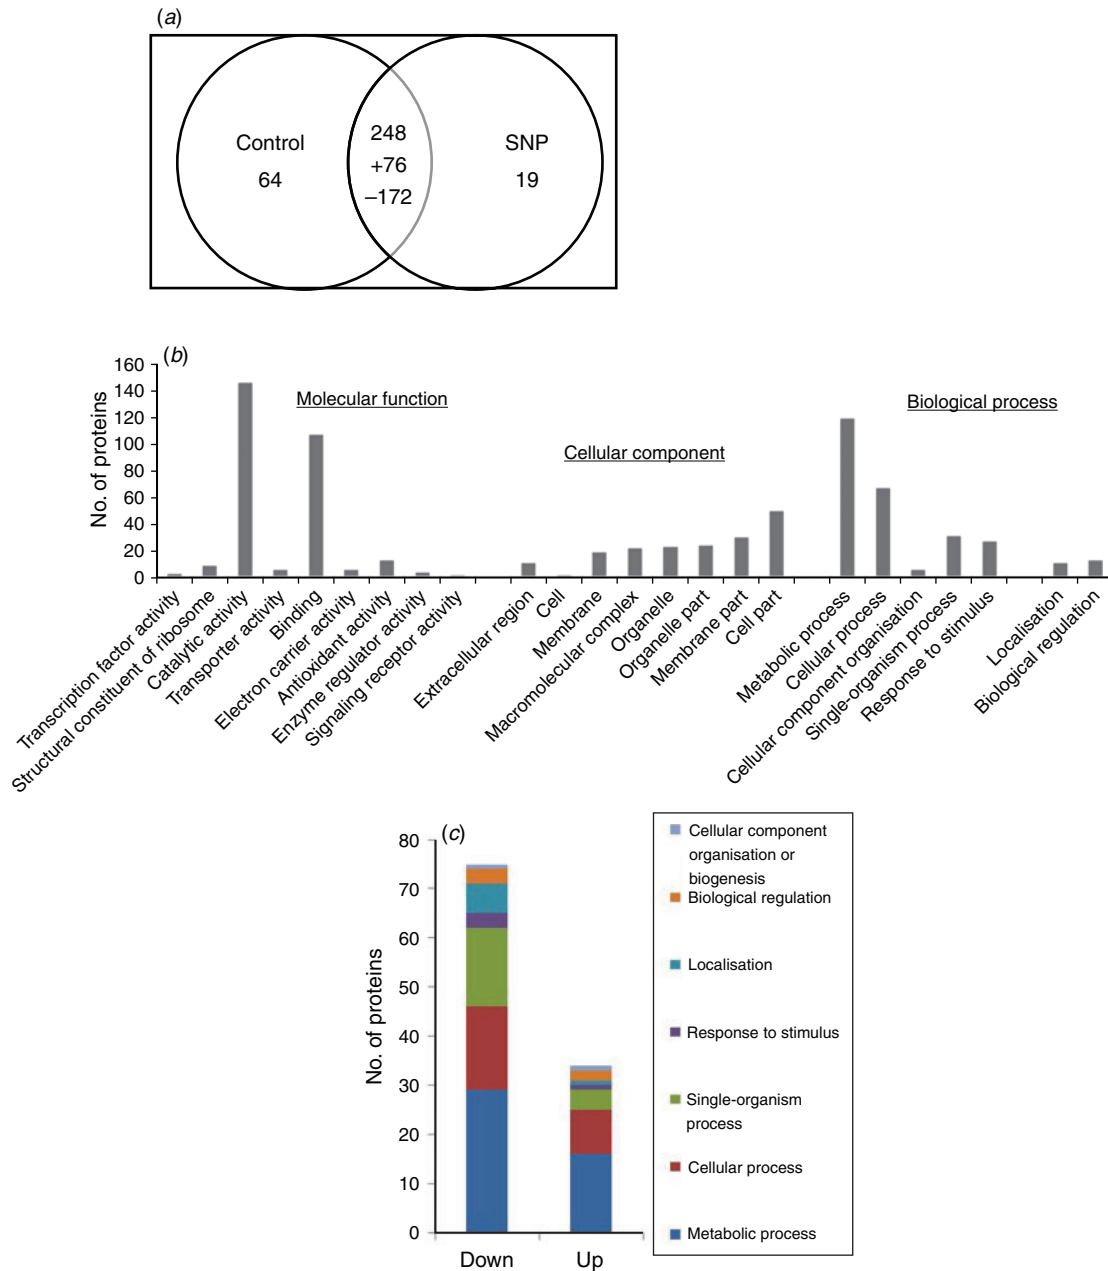 (a)
Control
64
248
+76
–172
SNP
19
(b)
No. of proteins
160
140
120
100
80
60
40
20
0
Molecular function
Cellular component
Biological process
Transcription factor activity
Structural constituent of ribosome
Catalytic activity
Transporter activity
Binding
Electron carrier activity
Antioxidant activity
Enzyme regulator activity
Signaling receptor activity
Extracellular region
Cell
Membrane
Macromolecular complex
Organelle
Organelle part
Membrane part
Cell part
Metabolic process
Cellular process
Cellular component organisation
Single-organism process
Response to stimulus
Localisation
Biological regulation
(c)
No. of proteins
80
70
60
50
40
30
20
10
0
Down
Up
Cellular component
organisation or
biogenesis
Biological regulation
Localisation
Response to stimulus
Single-organism
process
Cellular process
Metabolic process